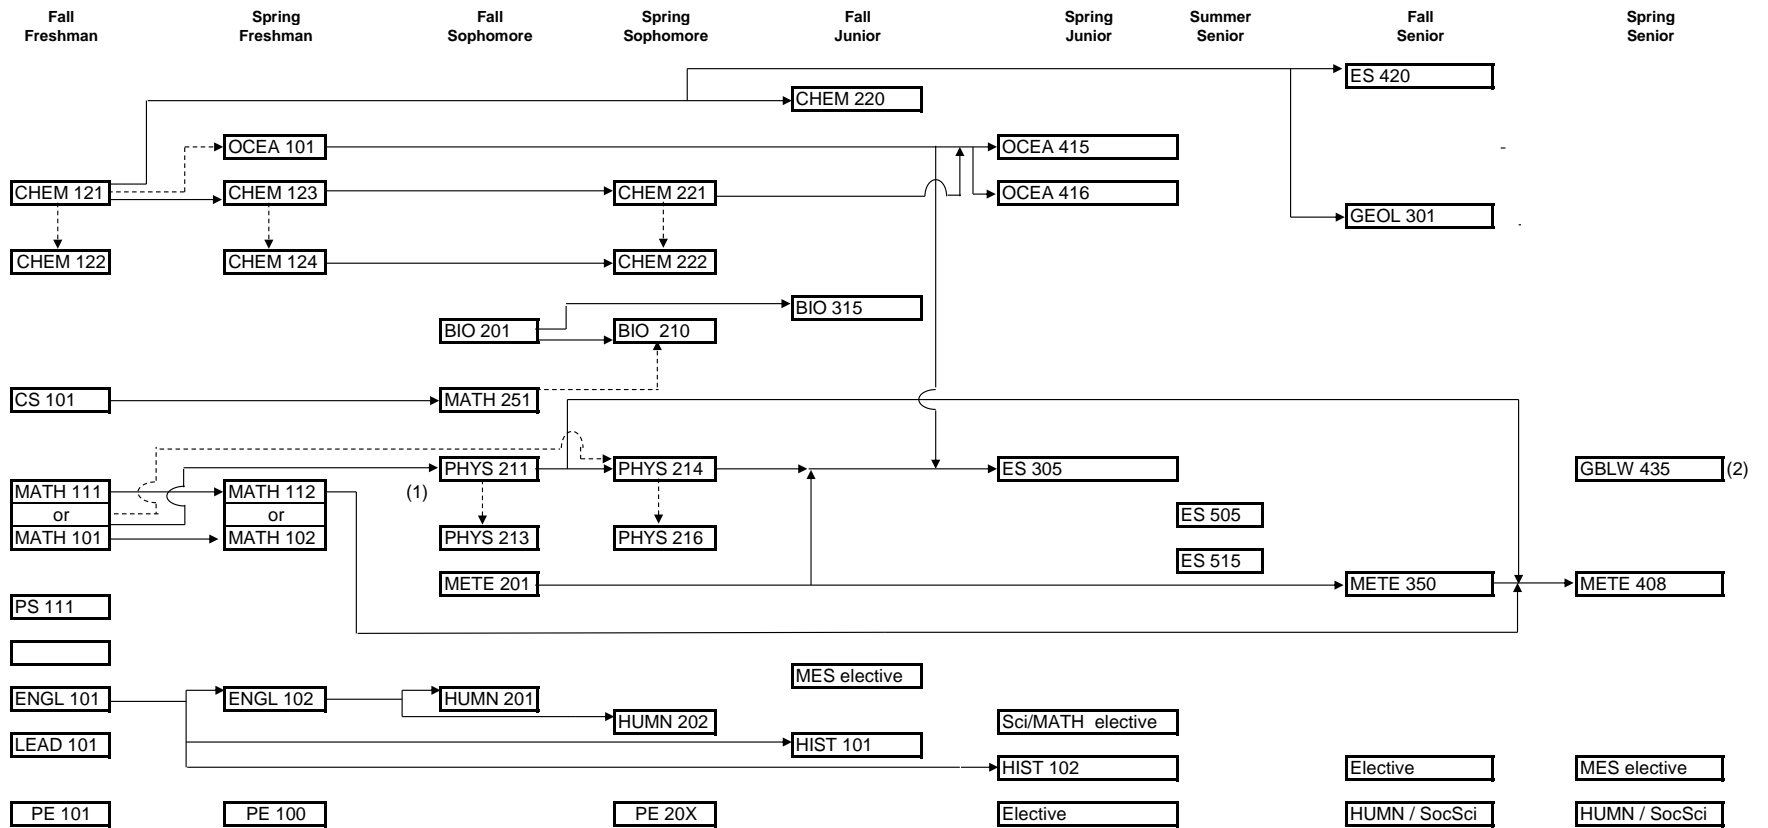 Fall Spring Fall Spring Fall Spring Summer Fall Spring
Freshman Freshman Sophomore Sophomore Junior Junior Senior Senior Senior
ES 420
CHEM 220
OCEA 101 OCEA 415
CHEM 121 CHEM 123 CHEM 221 OCEA 416
GEOL 301
CHEM 122 CHEM 124 CHEM 222
BIO 315
BIO 201 BIO 210
CS 101 MATH 251
PHYS 211 PHYS 214 ES 305 GBLW 435 (2)
MATH 111 MATH 112 (1)
or or ES 505
MATH 101 MATH 102 PHYS 213 PHYS 216
ES 515
METE 201 METE 350 METE 408
PS 111
MES elective
ENGL 101 ENGL 102 HUMN 201
HUMN 202 Sci/MATH elective
LEAD 101 HIST 101
HIST 102 Elective MES elective
PE 101 PE 100 PE 20X Elective HUMN / SocSci HUMN / SocSci